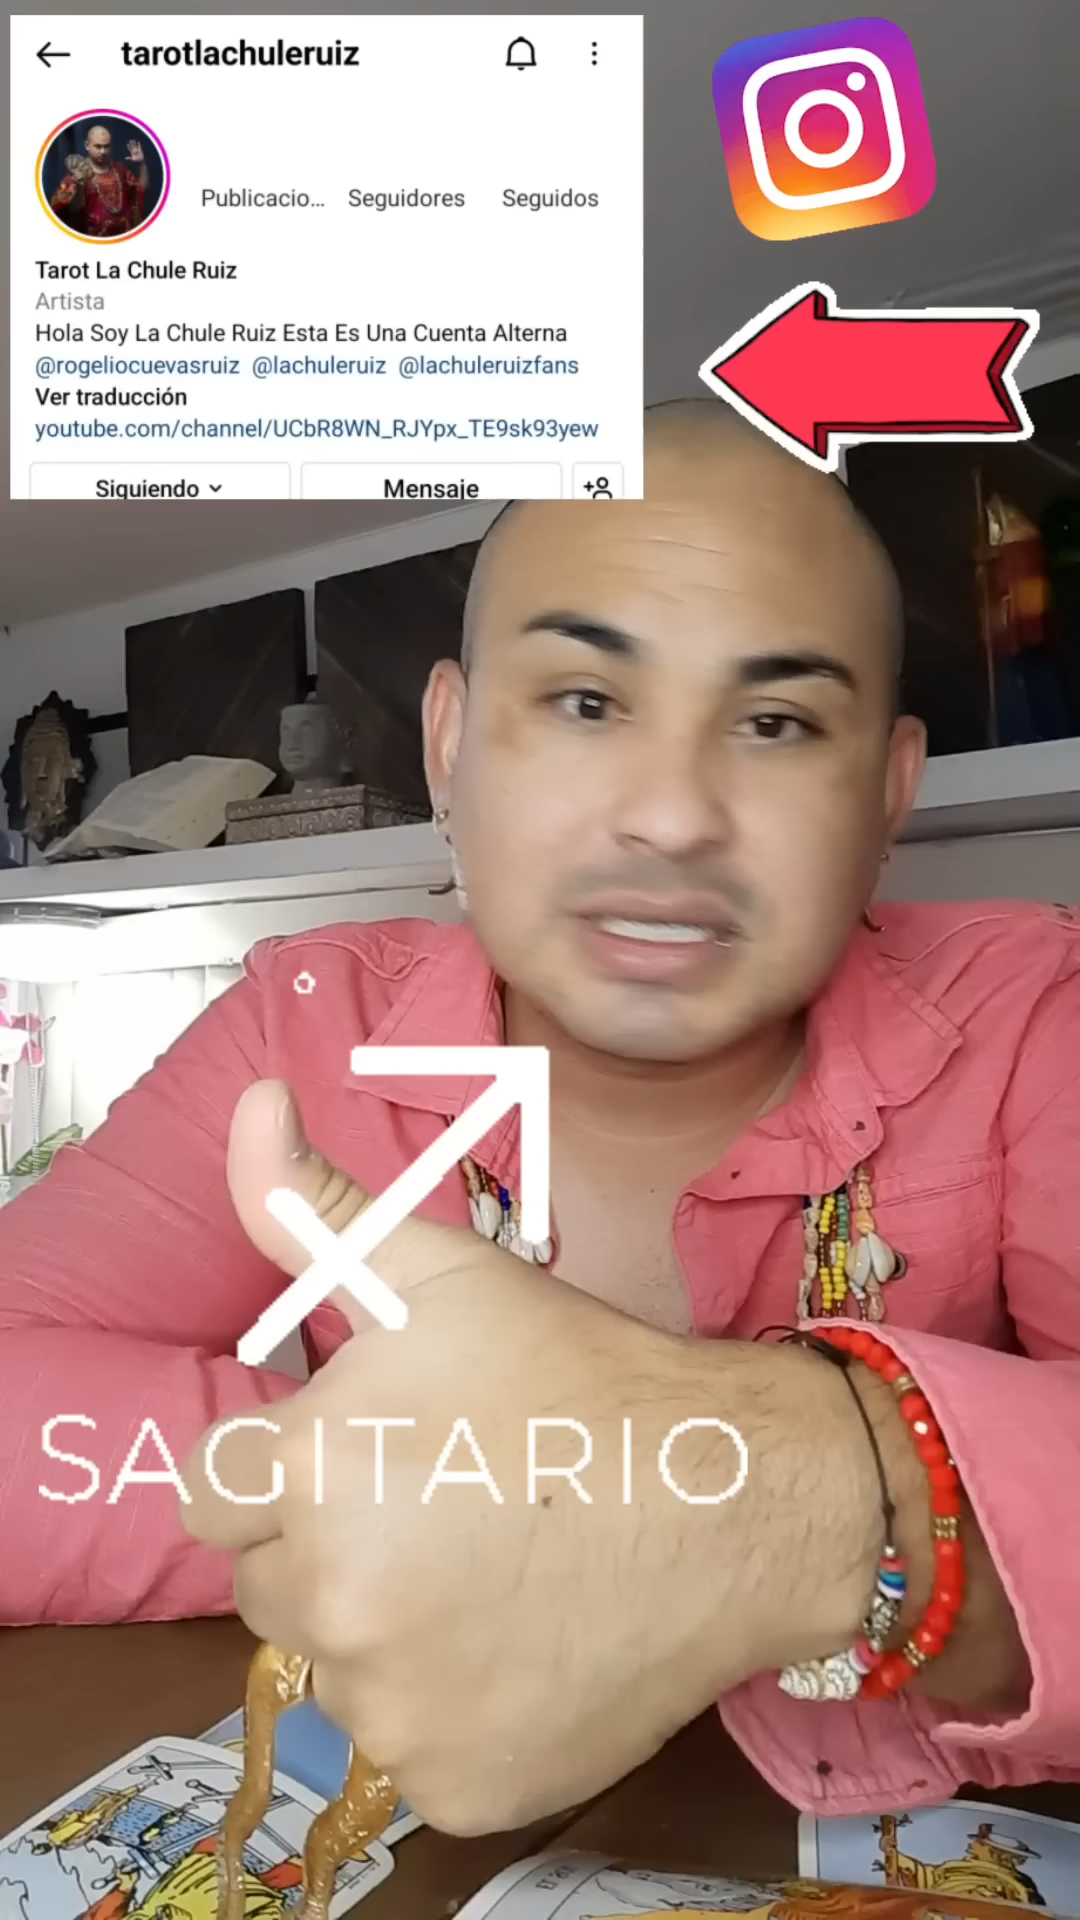 tarotlachuleruiz
Publicacio... Seguidores Seguidos
Tarot La Chule Ruiz
Artista
Hola Soy La Chule Ruiz Esta Es Una Cuenta Alterna
@rogeliocuevasruiz @lachuleruiz @lachuleruizfans
Ver traducción
youtube.com/channel/UCbR8WN_RJYpx_TE9sk93yew
Siguiendo Mensaje
SAGITARIO